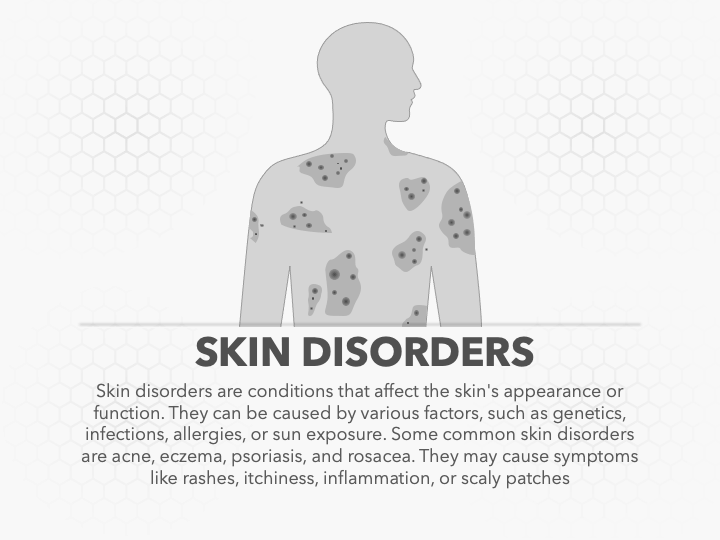 SKIN DISORDERS
Skin disorders are conditions that affect the skin's appearance or
function. They can be caused by various factors, such as genetics,
infections, allergies, or sun exposure. Some common skin disorders
are acne, eczema, psoriasis, and rosacea. They may cause symptoms
like rashes, itchiness, inflammation, or scaly patches